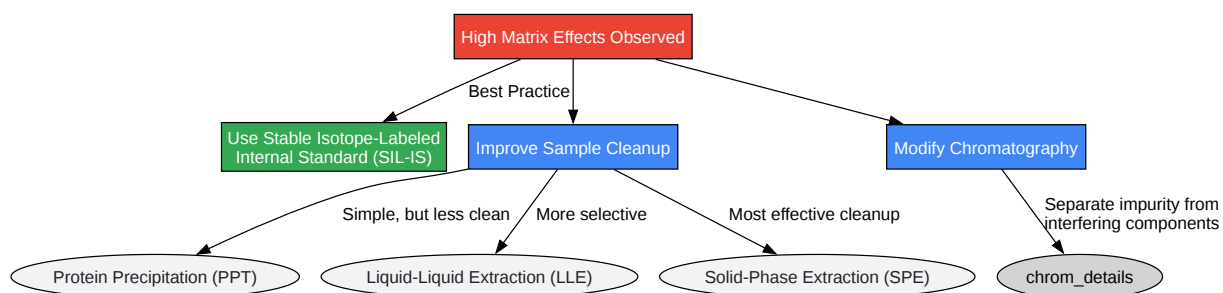 High Matrix Effects Observed
Best Practice
Use Stable Isotope-Labeled
Internal Standard (SIL-IS)
Improve Sample Cleanup
Modify Chromatography
Simple, but less clean
More selective
Most effective cleanup
Separate impurity from
interfering components
Protein Precipitation (PPT)
Liquid-Liquid Extraction (LLE)
Solid-Phase Extraction (SPE)
chrom_details